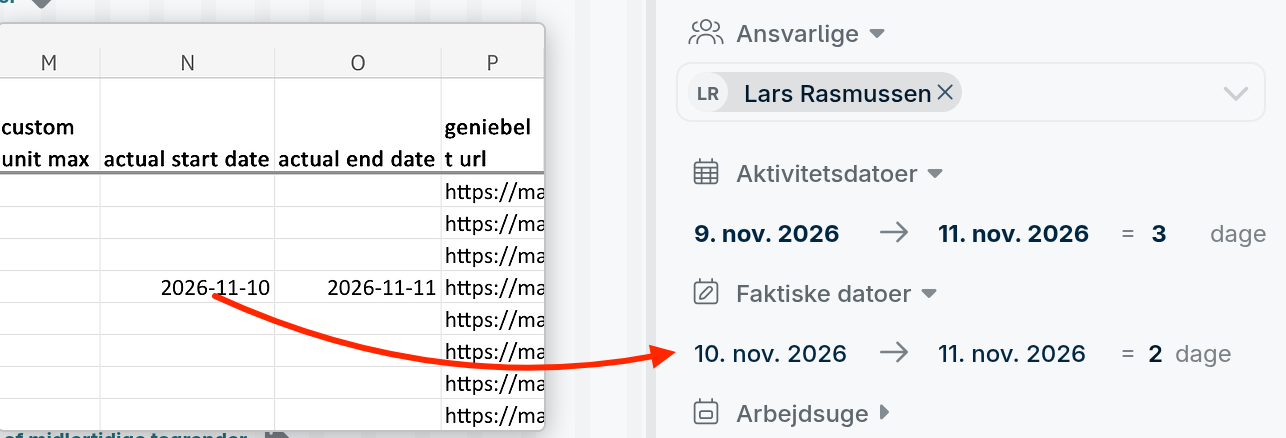 M N O P
custom unit max
actual start date
actual end date
geniebel
t url
https://ma
https://ma
https://ma
2026-11-10 2026-11-11 https://ma
https://ma
https://ma
https://ma
https://ma
af midlertidige
Ansvarlige
LR Lars Rasmussen
Aktivitetsdatoer
9. nov. 2026 → 11. nov. 2026 = 3 dage
Faktiske datoer
10. nov. 2026 → 11. nov. 2026 = 2 dage
Arbejdsuge